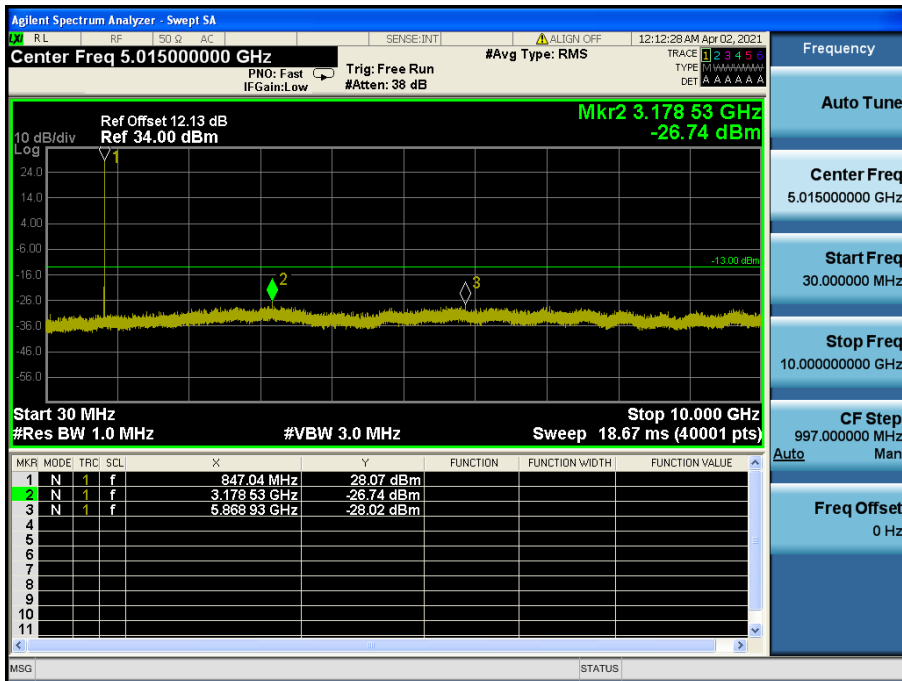 Agilent Spectrum Analyzer - Swept SA
LXI RL RF 50 Ω AC SENSE:INT ALIGN OFF 12:12:28 AM Apr 02, 2021
Center Freq 5.015000000 GHz #Avg Type: RMS TRACE 1 2 3 4 5 6
PNO: Fast Trig: Free Run TYPE MWWWWW
IFGain:Low #Atten: 38 dB DET A A A A A A
Frequency
Auto Tune
Center Freq
5.015000000 GHz
Start Freq
30.000000 MHz
Stop Freq
10.000000000 GHz
CF Step
997.000000 MHz
Auto Man
Freq Offset
0 Hz
Mkr2 3.178 53 GHz
-26.74 dBm
Ref Offset 12.13 dB
10 dB/div Ref 34.00 dBm
Log
1
24.0
14.0
4.00
-6.00
-13.00 dBm
-16.0
2 3
-26.0
-36.0
-46.0
-56.0
Start 30 MHz Stop 10.000 GHz
#Res BW 1.0 MHz #VBW 3.0 MHz Sweep 18.67 ms (40001 pts)
MKR MODE TRC SCL X Y FUNCTION FUNCTION WIDTH FUNCTION VALUE
1 N 1 f 847.04 MHz 28.07 dBm
2 N 1 f 3.178 53 GHz -26.74 dBm
3 N 1 f 5.868 93 GHz -28.02 dBm
4
5
6
7
8
9
10
11
MSG STATUS